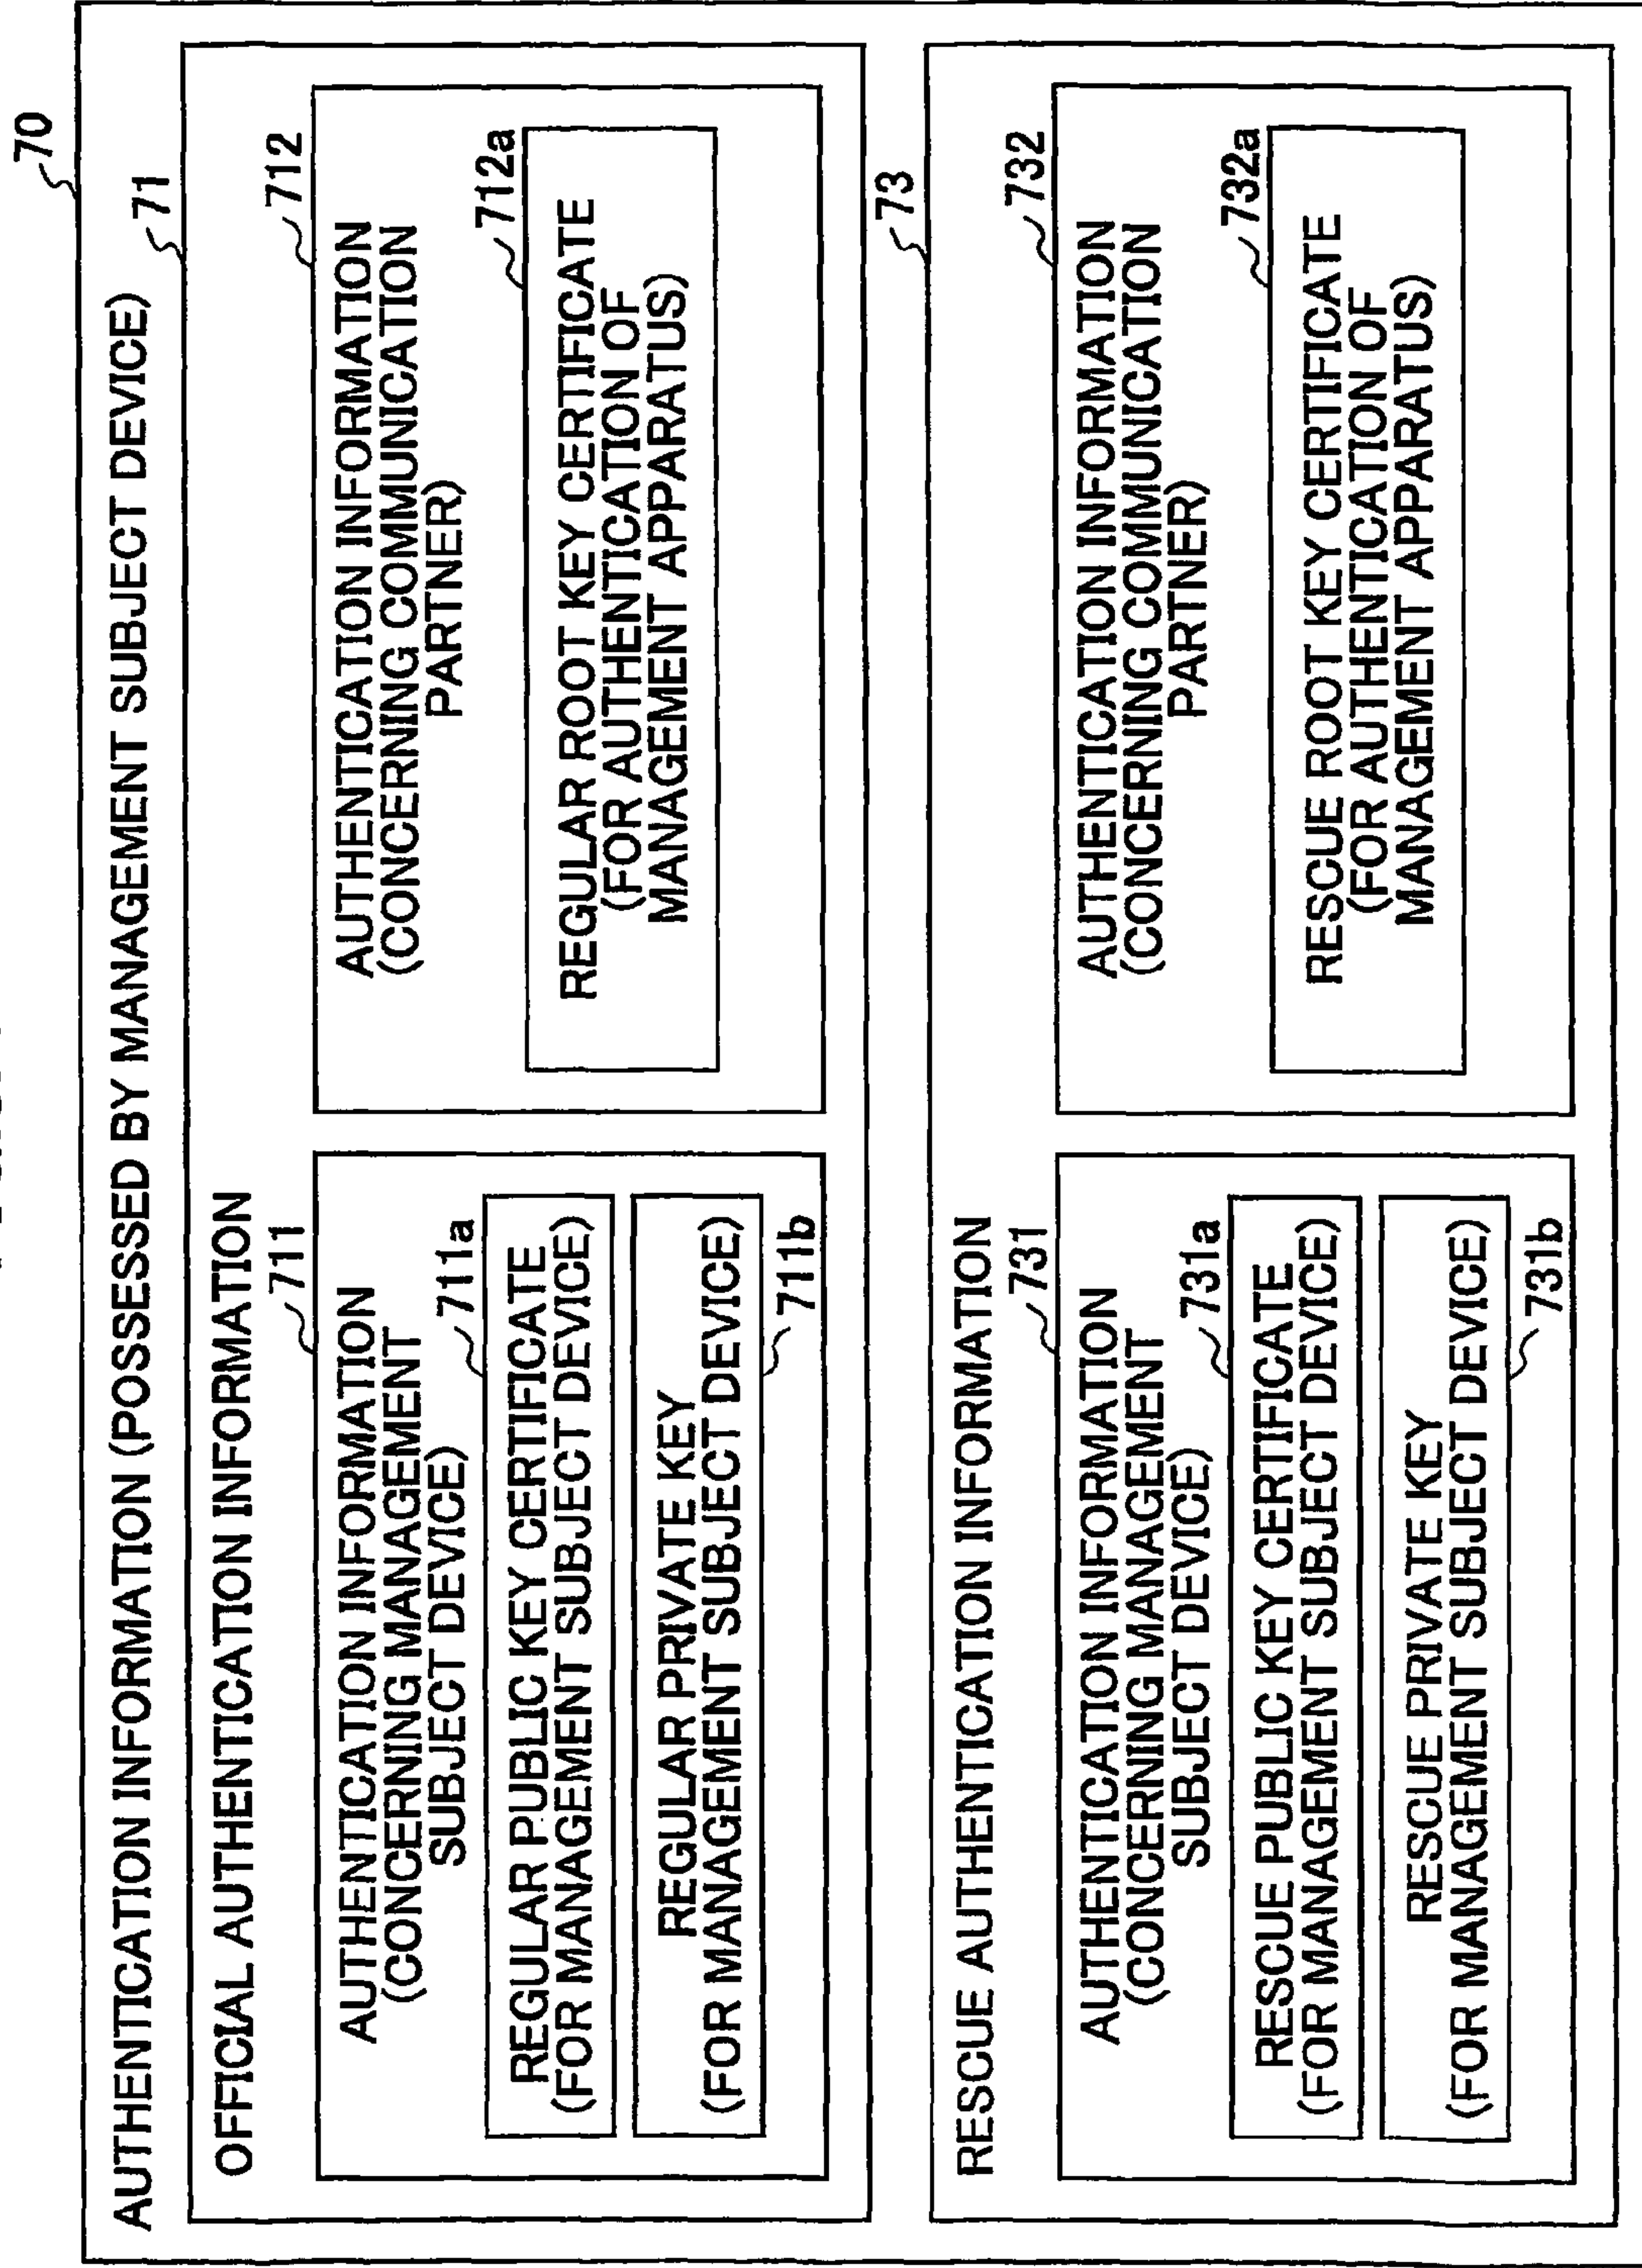 70
AUTHENTICATION INFORMATION (POSSESSED BY MANAGEMENT SUBJECT DEVICE)
71
OFFICIAL AUTHENTICATION INFORMATION
711
AUTHENTICATION INFORMATION
(CONCERNING MANAGEMENT
SUBJECT DEVICE)
711a
REGULAR PUBLIC KEY CERTIFICATE
(FOR MANAGEMENT SUBJECT DEVICE)
REGULAR PRIVATE KEY
(FOR MANAGEMENT SUBJECT DEVICE)
711b
712
AUTHENTICATION INFORMATION
(CONCERNING COMMUNICATION
PARTNER)
712a
REGULAR ROOT KEY CERTIFICATE
(FOR AUTHENTICATION OF
MANAGEMENT APPARATUS)
73
RESCUE AUTHENTICATION INFORMATION
731
AUTHENTICATION INFORMATION
(CONCERNING MANAGEMENT
SUBJECT DEVICE)
731a
RESCUE PUBLIC KEY CERTIFICATE
(FOR MANAGEMENT SUBJECT DEVICE)
RESCUE PRIVATE KEY
(FOR MANAGEMENT SUBJECT DEVICE)
731b
732
AUTHENTICATION INFORMATION
(CONCERNING COMMUNICATION
PARTNER)
732a
RESCUE ROOT KEY CERTIFICATE
(FOR AUTHENTICATION OF
MANAGEMENT APPARATUS)